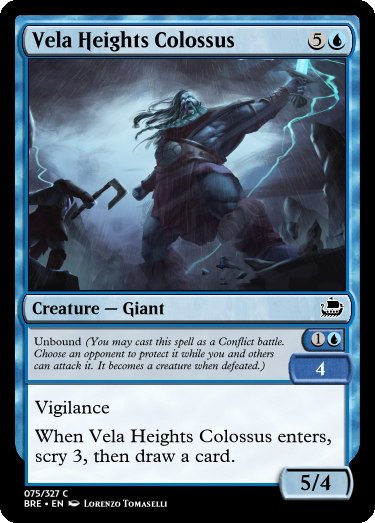 Vela Heights Colossus 5
Creature — Giant
Unbound (You may cast this spell as a Conflict battle. 1
Choose an opponent to protect it while you and others
can attack it. It becomes a creature when defeated.)
4
Vigilance
When Vela Heights Colossus enters,
scry 3, then draw a card.
5/4
075/327 C
BRE • EN Lorenzo Tomaselli